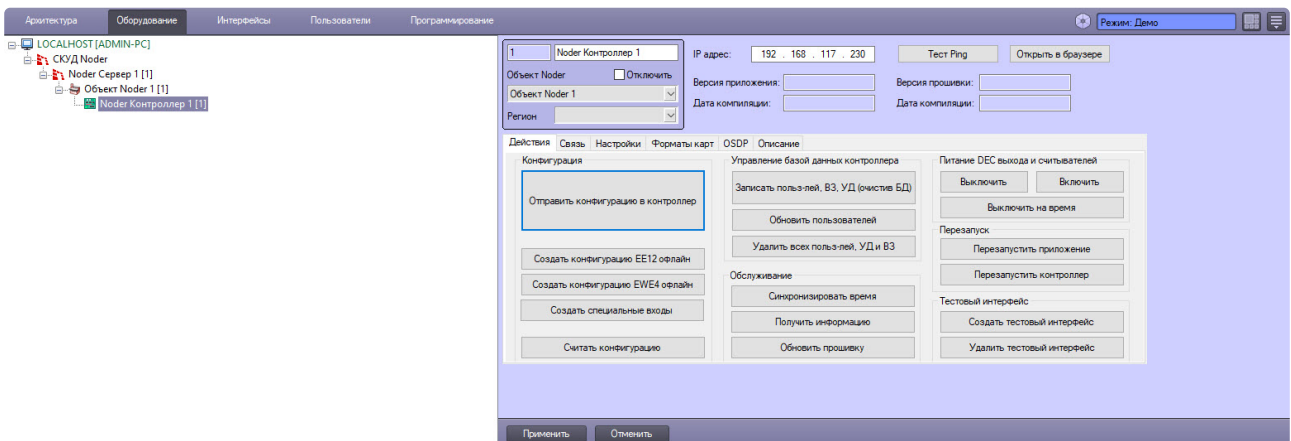 Архитектура Оборудование Интерфейсы Пользователи Программирование Режим: Демо
LOCALHOST [ADMIN-PC]
СКУД Noder
Noder Сервер 1 [1]
Объект Noder 1 [1]
Noder Контроллер 1 [1]
1 Noder Контроллер 1
Объект Noder Отключить
Объект Noder 1
Регион
IP адрес: 192 . 168 . 117 . 230 Тест Ping Открыть в браузере
Версия приложения: Версия прошивки:
Дата компиляции: Дата компиляции:
Действия Связь Настройки Форматы карт OSDP Описание
Конфигурация
Отправить конфигурацию в контроллер
Создать конфигурацию EE12 офлайн
Создать конфигурацию EWE4 офлайн
Создать специальные входы
Считать конфигурацию
Управление базой данных контроллера
Записать польз-лей, ВЗ, УД (очистив БД)
Обновить пользователей
Удалить всех польз-лей, УД и ВЗ
Обслуживание
Синхронизировать время
Получить информацию
Обновить прошивку
Питание DEC выхода и считывателей
Выключить Включить
Выключить на время
Перезапуск
Перезапустить приложение
Перезапустить контроллер
Тестовый интерфейс
Создать тестовый интерфейс
Удалить тестовый интерфейс
Применить Отменить